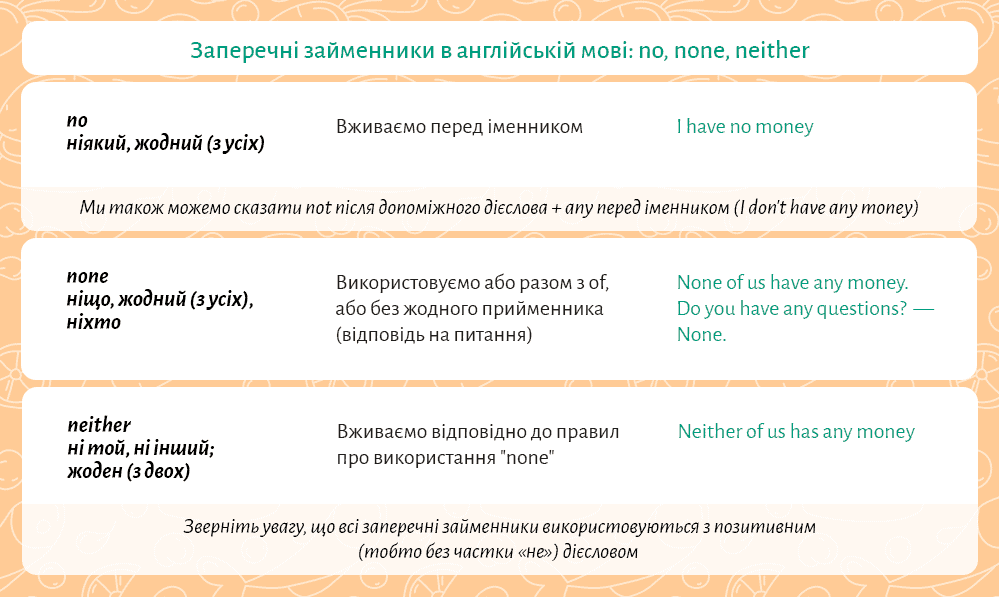 Заперечні займенники в англійській мові: no, none, neither
no
ніякий, жодний (з усіх)
Вживаємо перед іменником
I have no money
Ми також можемо сказати not після допоміжного дієслова + any перед іменником (I don't have any money)
none
ніщо, жодний (з усіх),
ніхто
Використовуємо або разом з of,
або без жодного прийменника
(відповідь на питання)
None of us have any money.
Do you have any questions? —
None.
neither
ні той, ні інший;
жоден (з двох)
Вживаємо відповідно до правил
про використання "none"
Neither of us has any money
Зверніть увагу, що всі заперечні займенники використовуються з позитивним
(тобто без частки «не») дієсловом